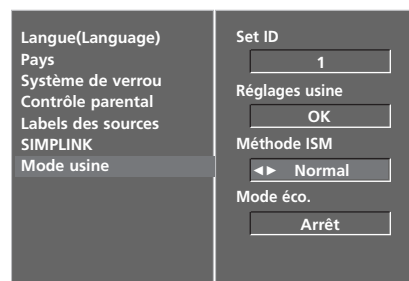 Langue(Language)
Pays
Système de verrou
Contrôle parental
Labels des sources
SIMPLINK
Mode usine
Set ID
1
Réglages usine
OK
Méthode ISM
◄► Normal
Mode éco.
Arrêt